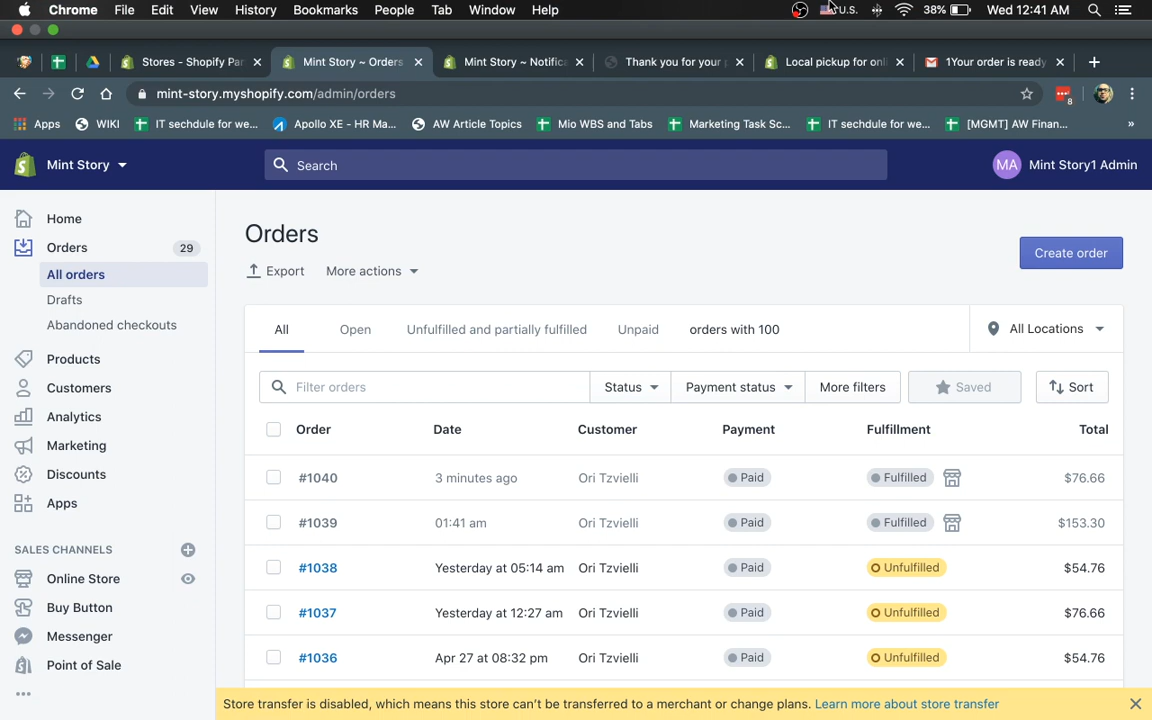 Chrome File Edit View History Bookmarks People Tab Window Help U.S. 38% Wed 12:41 AM
Stores - Shopify Par Mint Story ~ Orders Mint Story ~ Notific Thank you for your p Local pickup for onli 1Your order is ready
mint-story.myshopify.com/admin/orders 8
Apps WIKI IT sechdule for we... Apollo XE - HR Ma... AW Article Topics Mio WBS and Tabs Marketing Task Sc... IT sechdule for we... [MGMT] AW Finan... »
Mint Story Search MA Mint Story1 Admin
Home
Orders 29
All orders
Drafts
Abandoned checkouts
Products
Customers
Analytics
Marketing
Discounts
Apps
SALES CHANNELS
Online Store
Buy Button
Messenger
Point of Sale
Orders
Create order
Export More actions
All Open Unfulfilled and partially fulfilled Unpaid orders with 100 All Locations
Filter orders Status Payment status More filters Saved Sort
Order Date Customer Payment Fulfillment Total
#1040 3 minutes ago Ori Tzvielli Paid Fulfilled $76.66
#1039 01:41 am Ori Tzvielli Paid Fulfilled $153.30
#1038 Yesterday at 05:14 am Ori Tzvielli Paid Unfulfilled $54.76
#1037 Yesterday at 12:27 am Ori Tzvielli Paid Unfulfilled $76.66
#1036 Apr 27 at 08:32 pm Ori Tzvielli Paid Unfulfilled $54.76
Store transfer is disabled, which means this store can't be transferred to a merchant or change plans. Learn more about store transfer